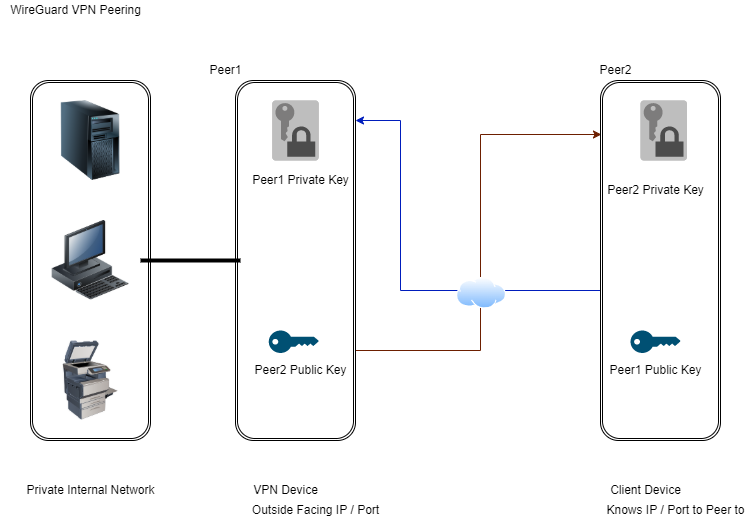 WireGuard VPN Peering
Peer1
Peer2
Peer1 Private Key
Peer2 Private Key
Peer2 Public Key
Peer1 Public Key
Private Internal Network
VPN Device
Client Device
Outside Facing IP / Port
Knows IP / Port to Peer to